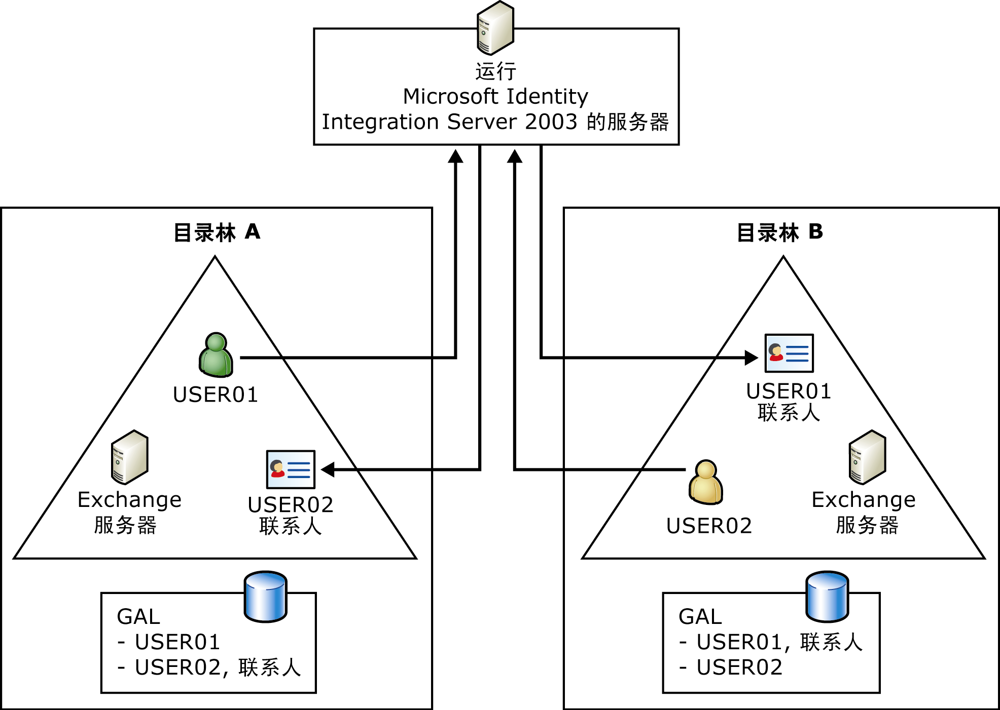 运行
Microsoft Identity
Integration Server 2003 的服务器
目录林 A
USER01
Exchange
服务器
USER02
联系人
GAL
- USER01
- USER02, 联系人
目录林 B
USER01
联系人
USER02
Exchange
服务器
GAL
- USER01, 联系人
- USER02